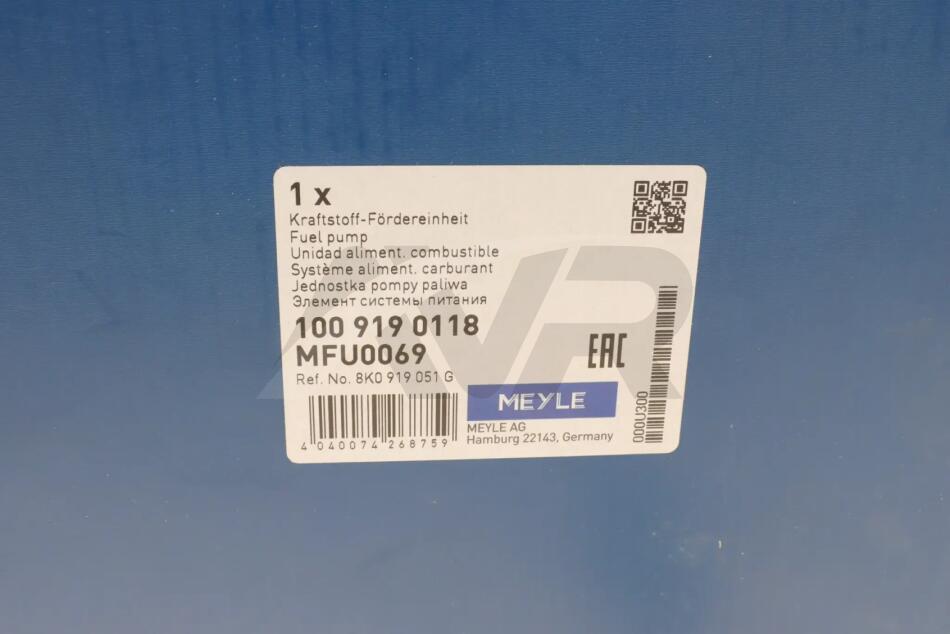 1 x
Kraftstoff-Fördereinheit
Fuel pump
Unidad aliment. combustible
Système aliment. carburant
Jednostka pompy paliwa
Элемент системы питания
100 919 0118
MFU0069
Ref. No. 8K0 919 051 G
EAC
MEYLE
MEYLE AG
Hamburg 22143, Germany
4 040074 268759
000U300
AVR